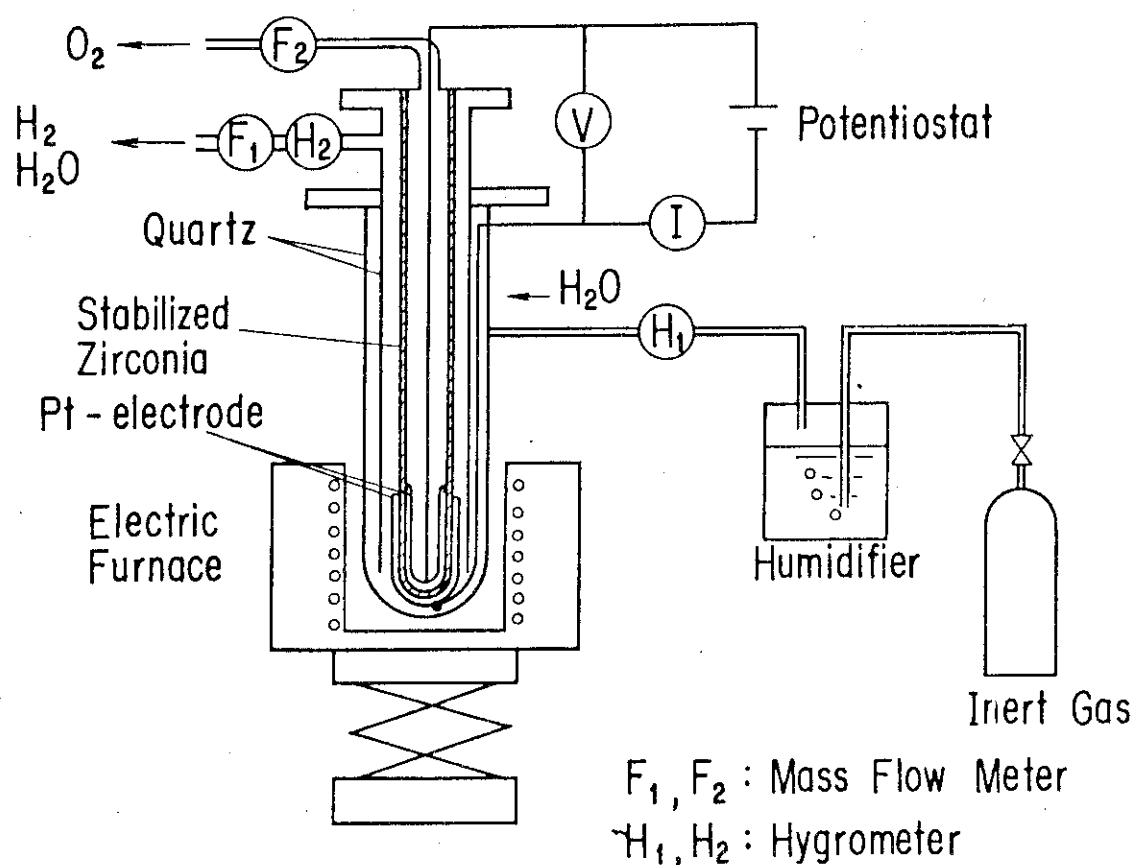 O₂
F₂
H₂
H₂O
F₁
H₂
V
Potentiostat
I
Quartz
H₂O
H₁
Stabilized
Zirconia
Pt - electrode
Electric
Furnace
Humidifier
Inert Gas
F₁, F₂ : Mass Flow Meter
H₁, H₂ : Hygrometer